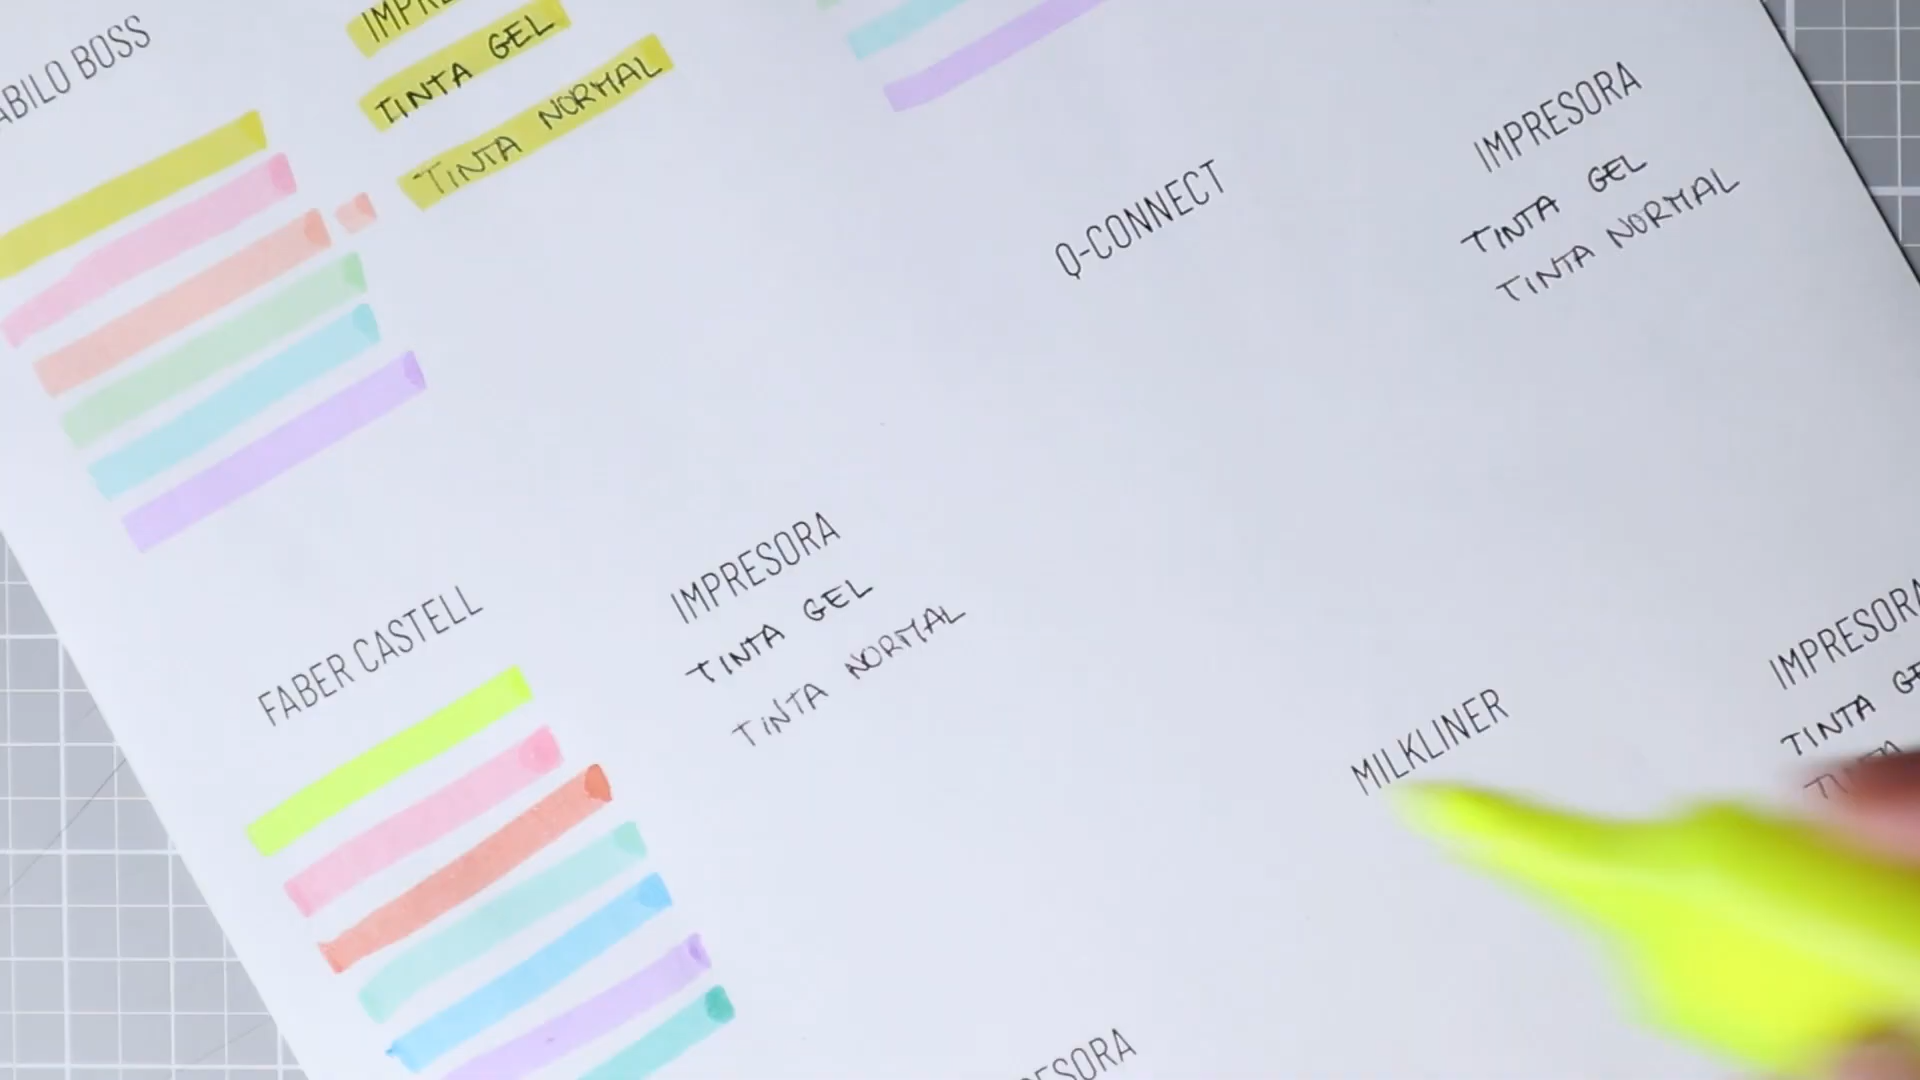 ABILO BOSS
TINTA GEL
TINTA NORMAL
Q-CONNECT
IMPRESORA
TINTA GEL
TINTA NORMAL
FABER CASTELL
IMPRESORA
TINTA GEL
TINTA NORMAL
MILKLINER
IMPRESORA
TINTA